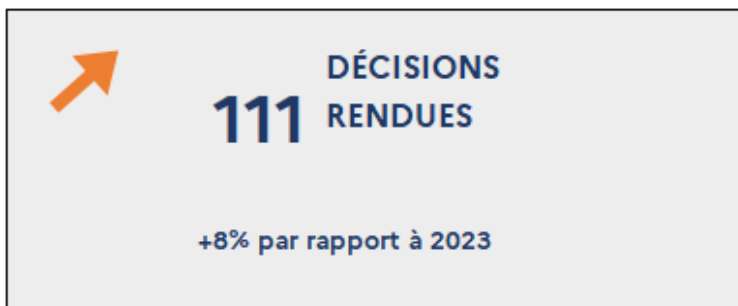 DÉCISIONS
111 RENDUES
+8% par rapport à 2023